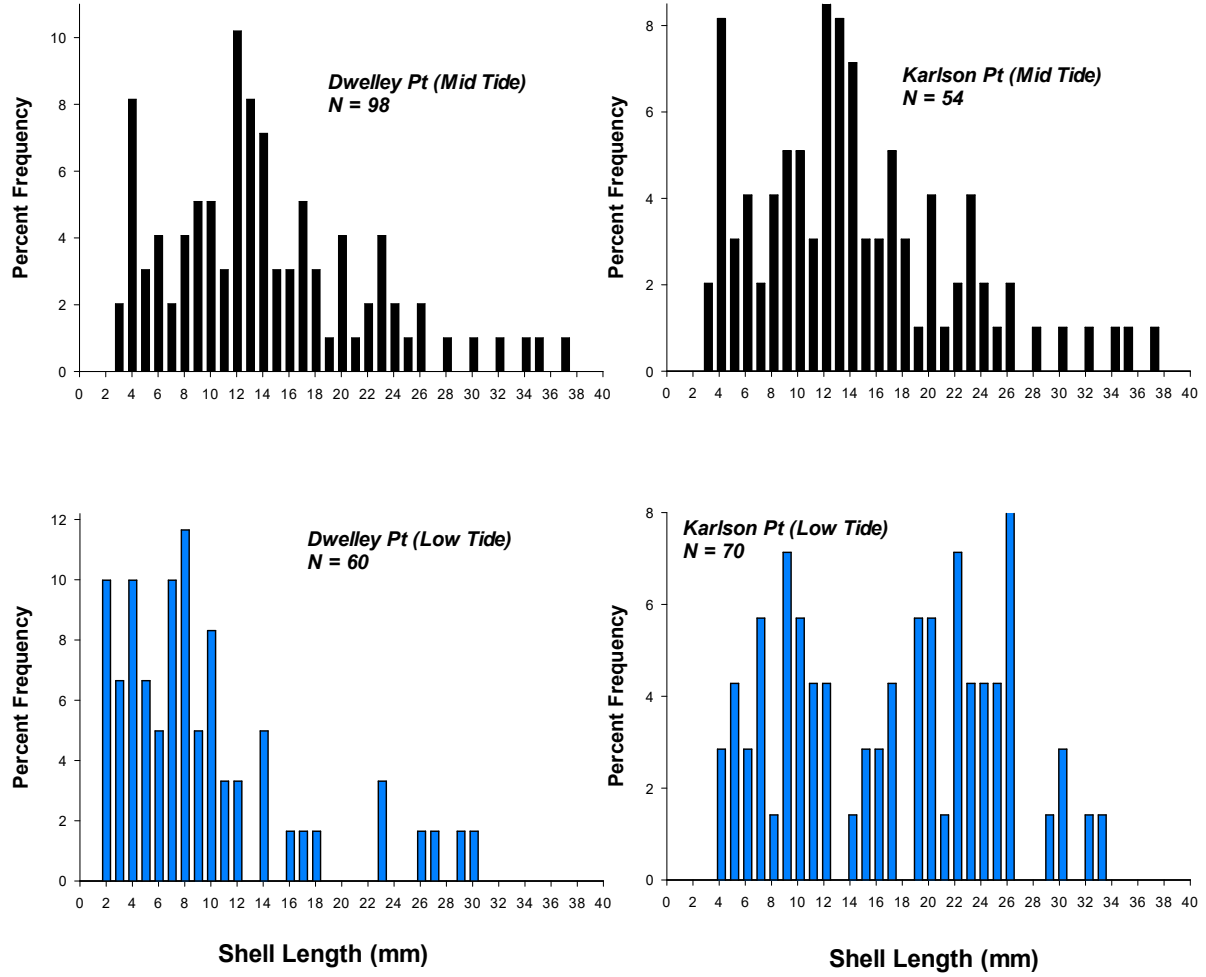 Percent Frequency
10
8
6
4
2
0
Dwelley Pt (Mid Tide)
N = 98
0 2 4 6 8 10 12 14 16 18 20 22 24 26 28 30 32 34 36 38 40
Percent Frequency
8
6
4
2
0
Karlson Pt (Mid Tide)
N = 54
0 2 4 6 8 10 12 14 16 18 20 22 24 26 28 30 32 34 36 38 40
Percent Frequency
12
10
8
6
4
2
0
Dwelley Pt (Low Tide)
N = 60
0 2 4 6 8 10 12 14 16 18 20 22 24 26 28 30 32 34 36 38 40
Shell Length (mm)
Percent Frequency
8
6
4
2
0
Karlson Pt (Low Tide)
N = 70
0 2 4 6 8 10 12 14 16 18 20 22 24 26 28 30 32 34 36 38 40
Shell Length (mm)